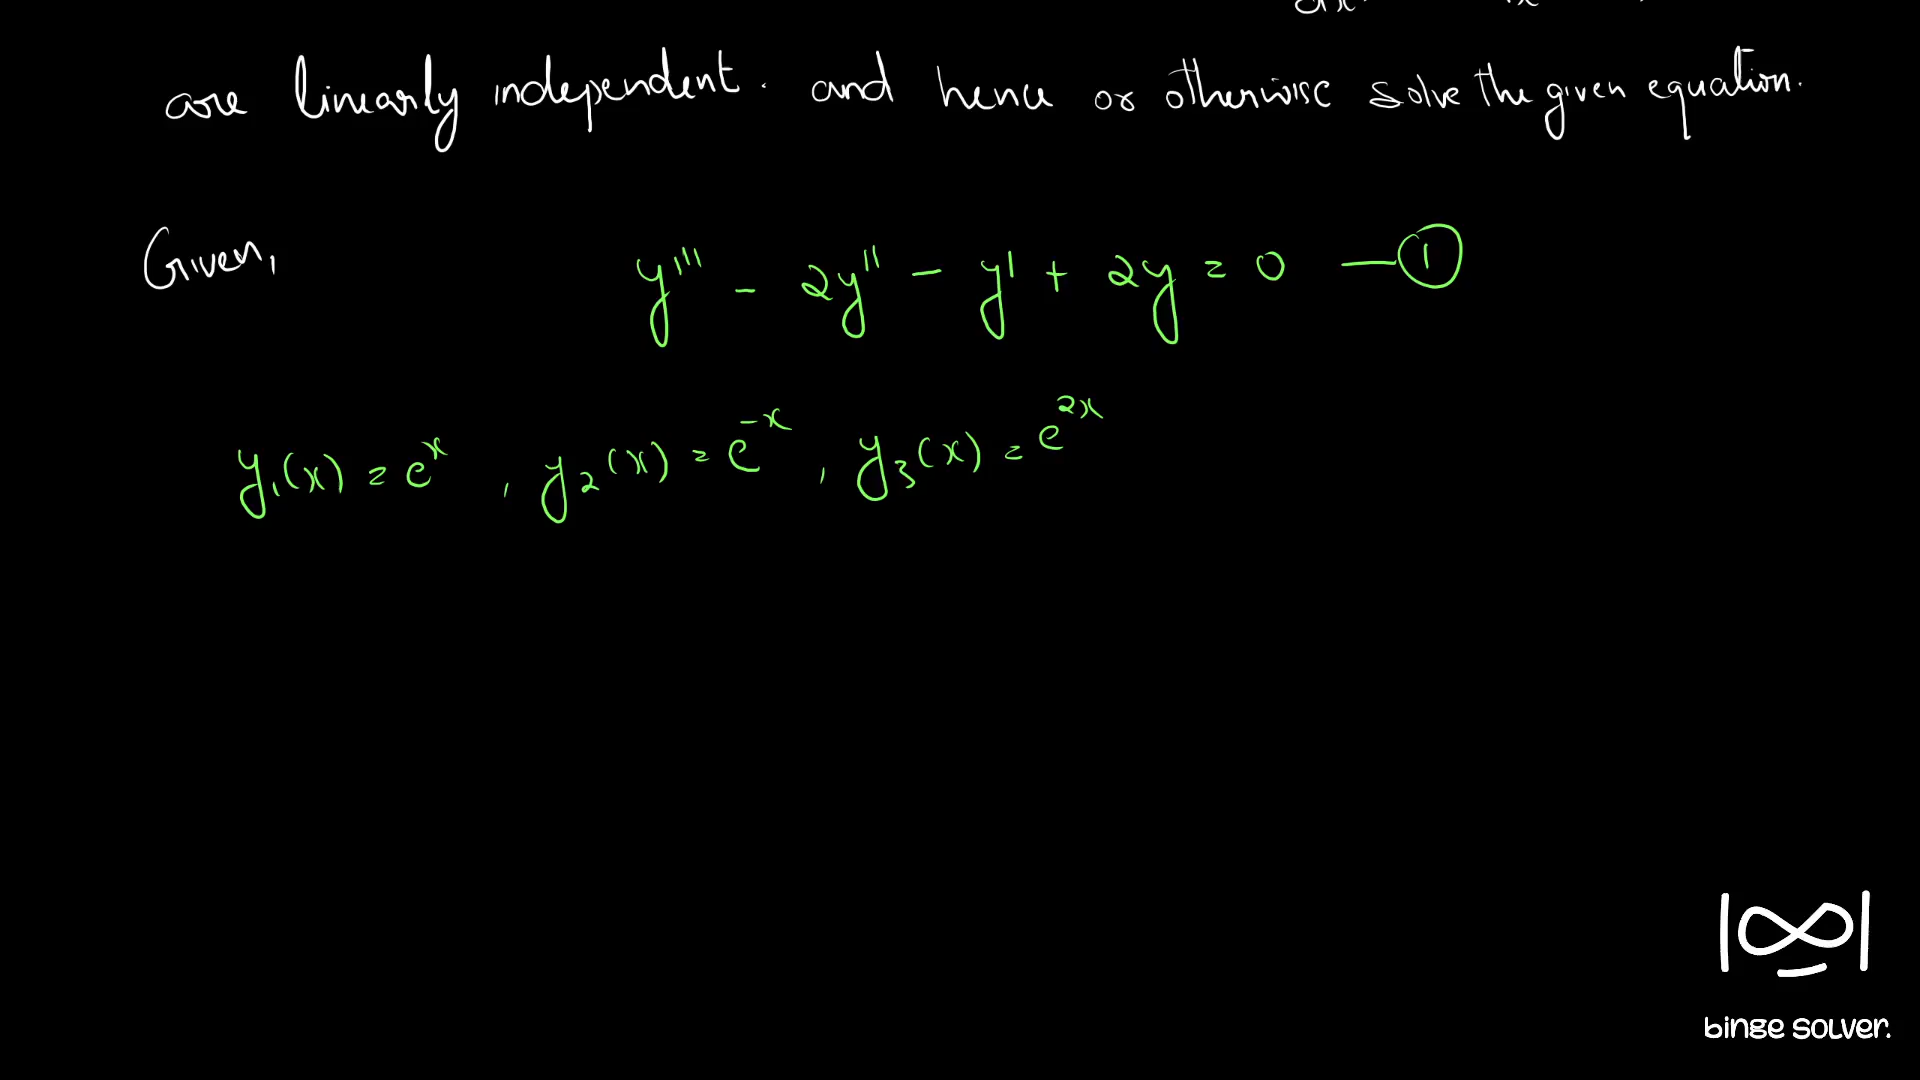 are linearly independent. and hence or otherwise solve the given equation.
Given, y''' - 2y'' - y' + 2y = 0 —①
y₁(x) = eˣ, y₂(x) = e⁻ˣ, y₃(x) = e²ˣ
binge solver.